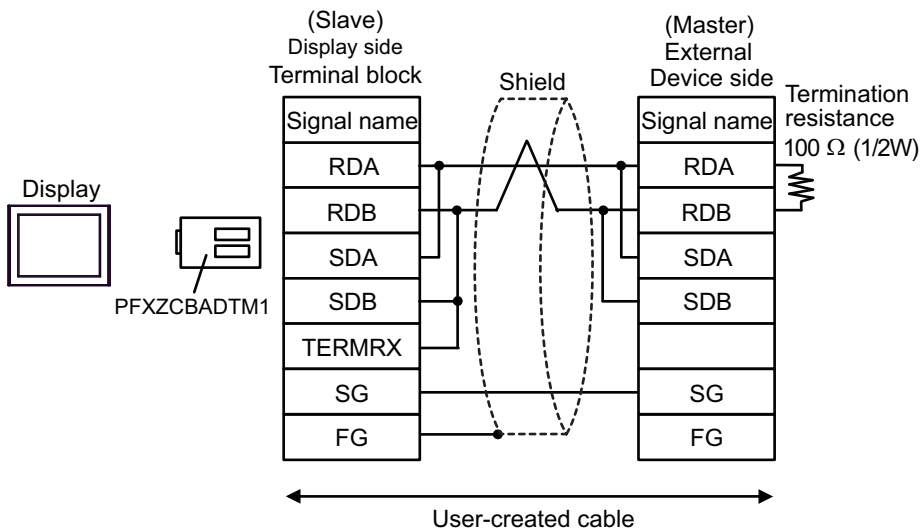 (Slave)
Display side
Terminal block
Shield
(Master)
External
Device side
Termination
resistance
100 Ω (1/2W)
Display
PFXZCBADTM1
Signal name
RDA
RDB
SDA
SDB
TERMRX
SG
FG
Signal name
RDA
RDB
SDA
SDB
SG
FG
User-created cable